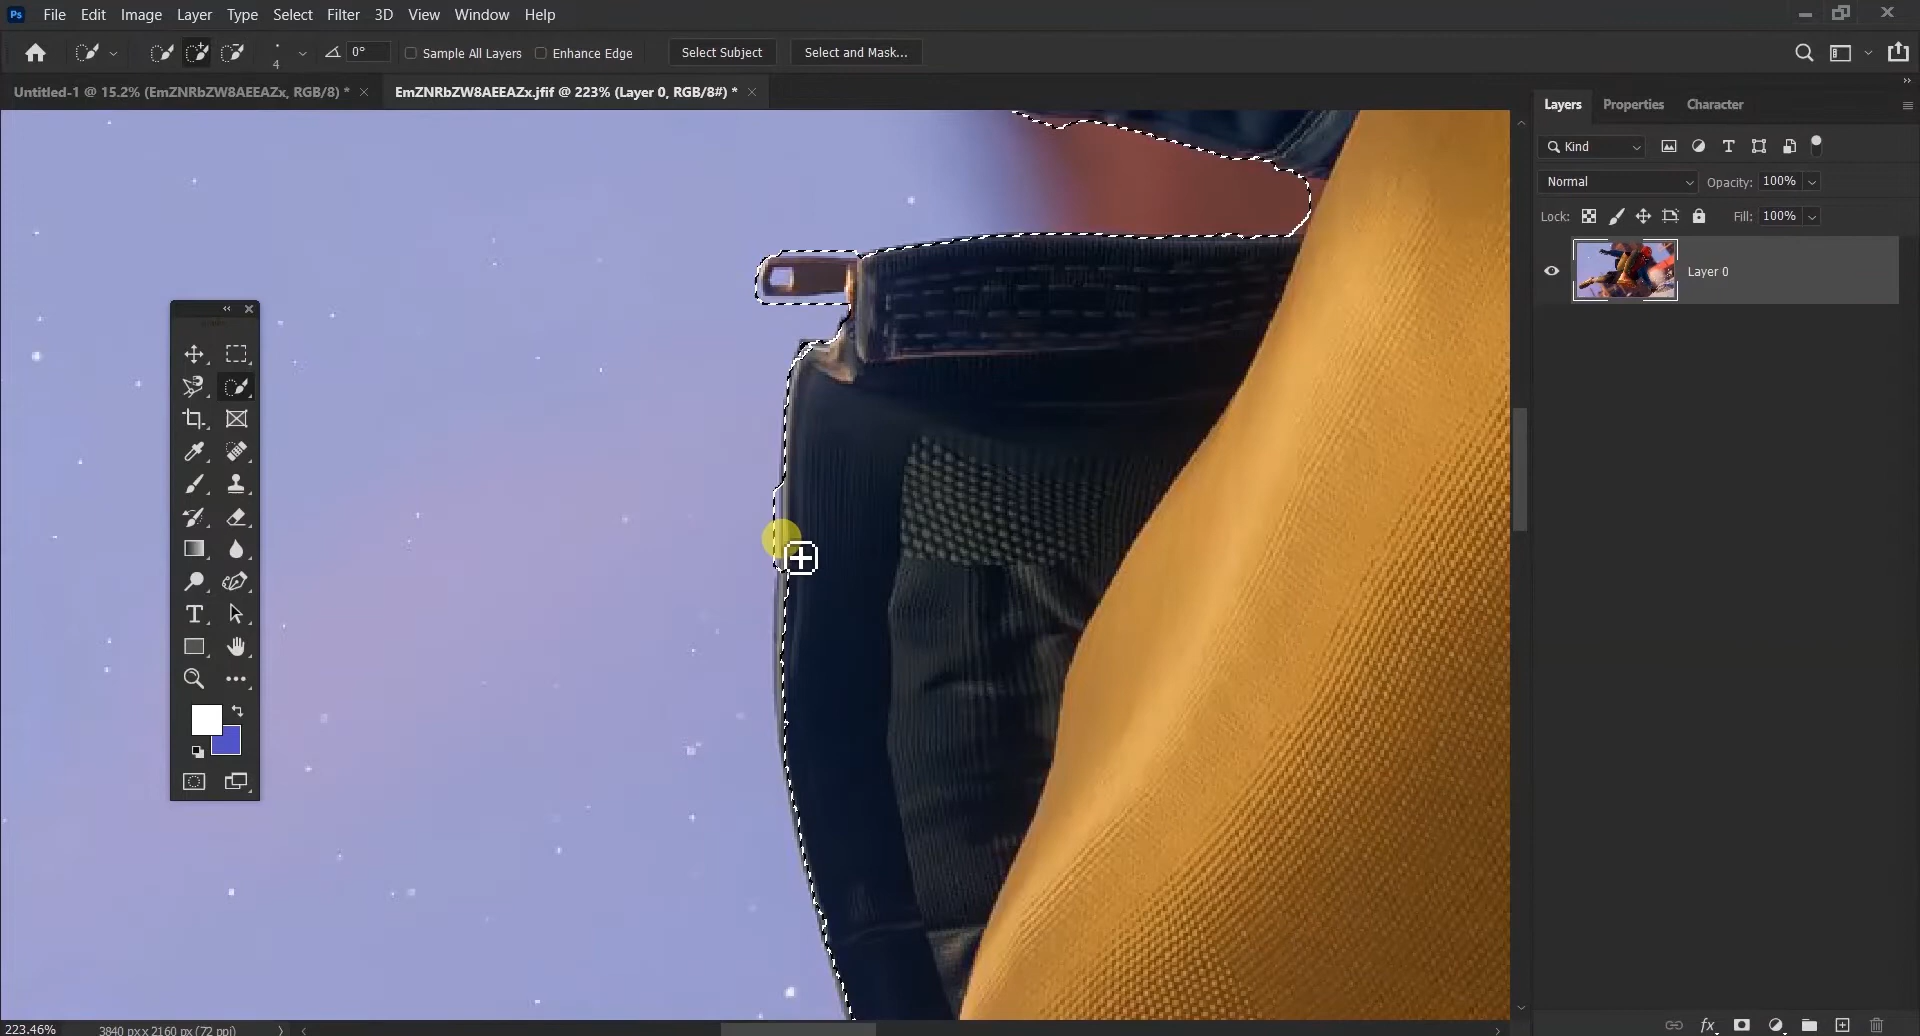 Ps File Edit Image Layer Type Select Filter 3D View Window Help
4 0° Sample All Layers Enhance Edge Select Subject Select and Mask...
Untitled-1 @ 15.2% (EmZNRbZW8AEEAZx, RGB/8) * EmZNRbZW8AEEAZx.jfif @ 223% (Layer 0, RGB/8#) *
Layers Properties Character
Kind
Normal Opacity: 100%
Lock: Fill: 100%
Layer 0
223.46% 3840 px x 2160 px (72 ppi)
fx